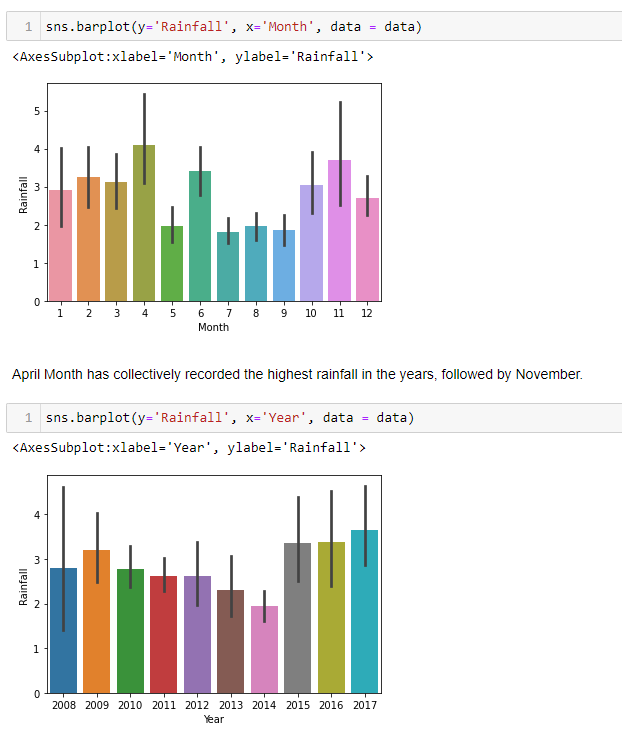 1 sns.barplot(y='Rainfall', x='Month', data = data)
<AxesSubplot:xlabel='Month', ylabel='Rainfall'>
5
4
3
2
1
0
Rainfall
1 2 3 4 5 6 7 8 9 10 11 12
Month
April Month has collectively recorded the highest rainfall in the years, followed by November.
1 sns.barplot(y='Rainfall', x='Year', data = data)
<AxesSubplot:xlabel='Year', ylabel='Rainfall'>
4
3
2
1
0
Rainfall
2008 2009 2010 2011 2012 2013 2014 2015 2016 2017
Year